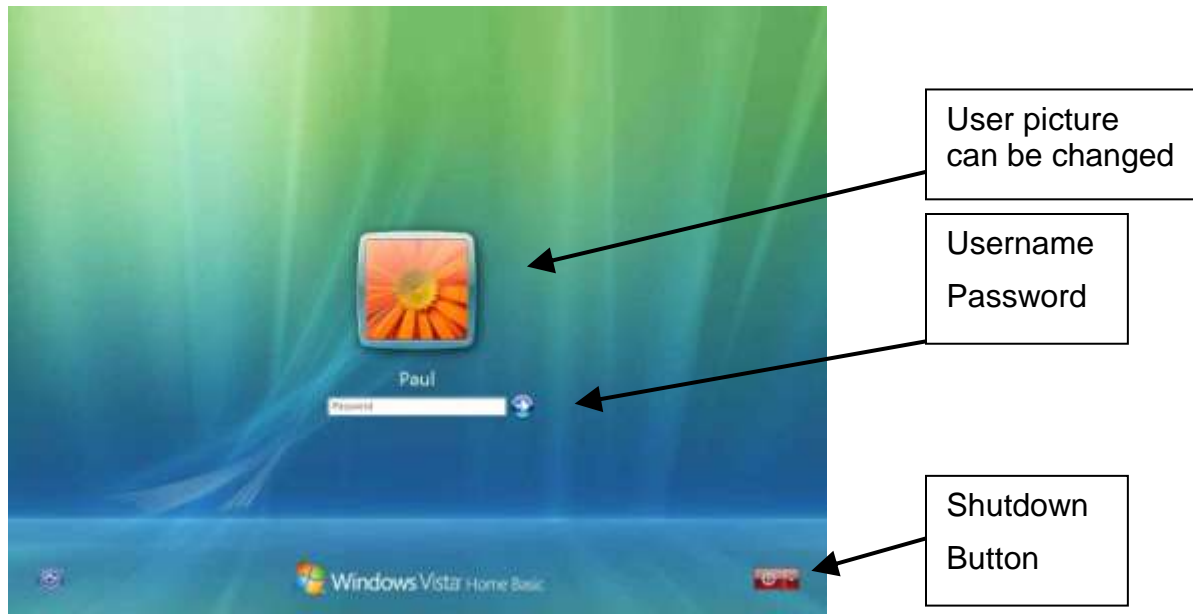 User picture
can be changed
Username
Password
Paul
Password
Windows Vista Home Basic
Shutdown
Button